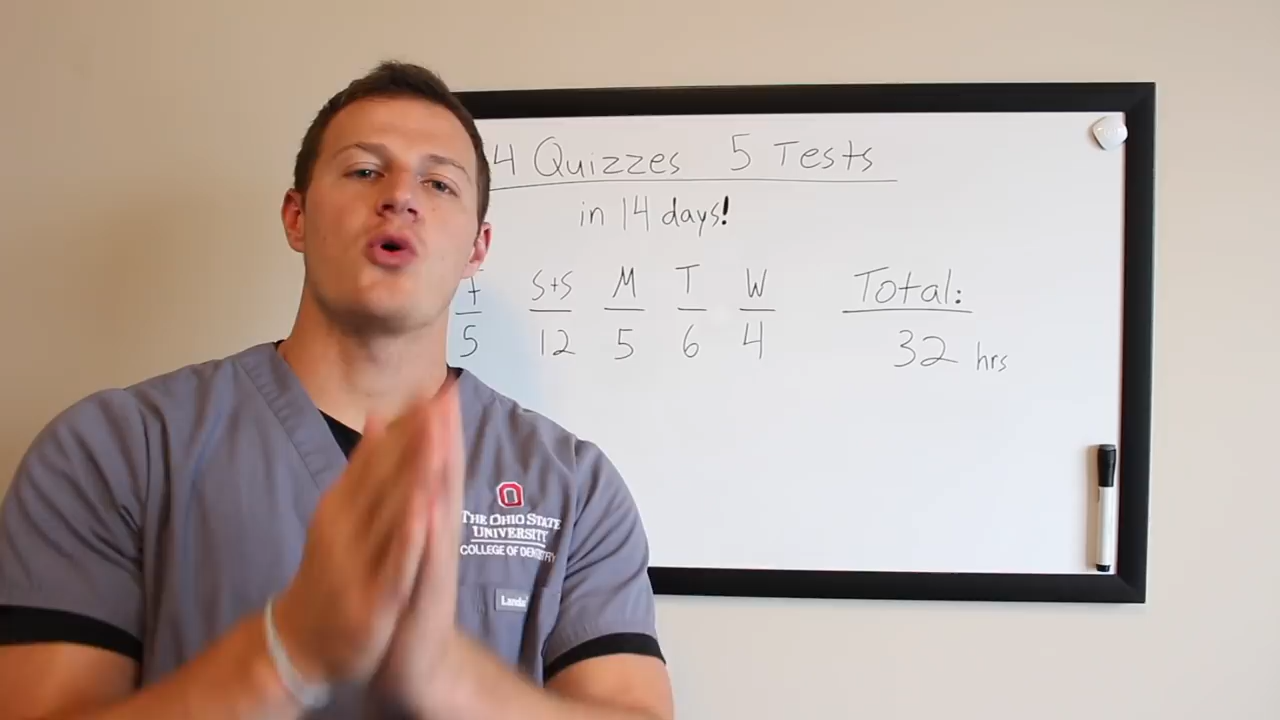 4 Quizzes 5 Tests
in 14 days!
S+S M T W Total:
5 12 5 6 4 32 hrs
O
THE OHIO STATE
UNIVERSITY
COLLEGE OF DENTISTRY